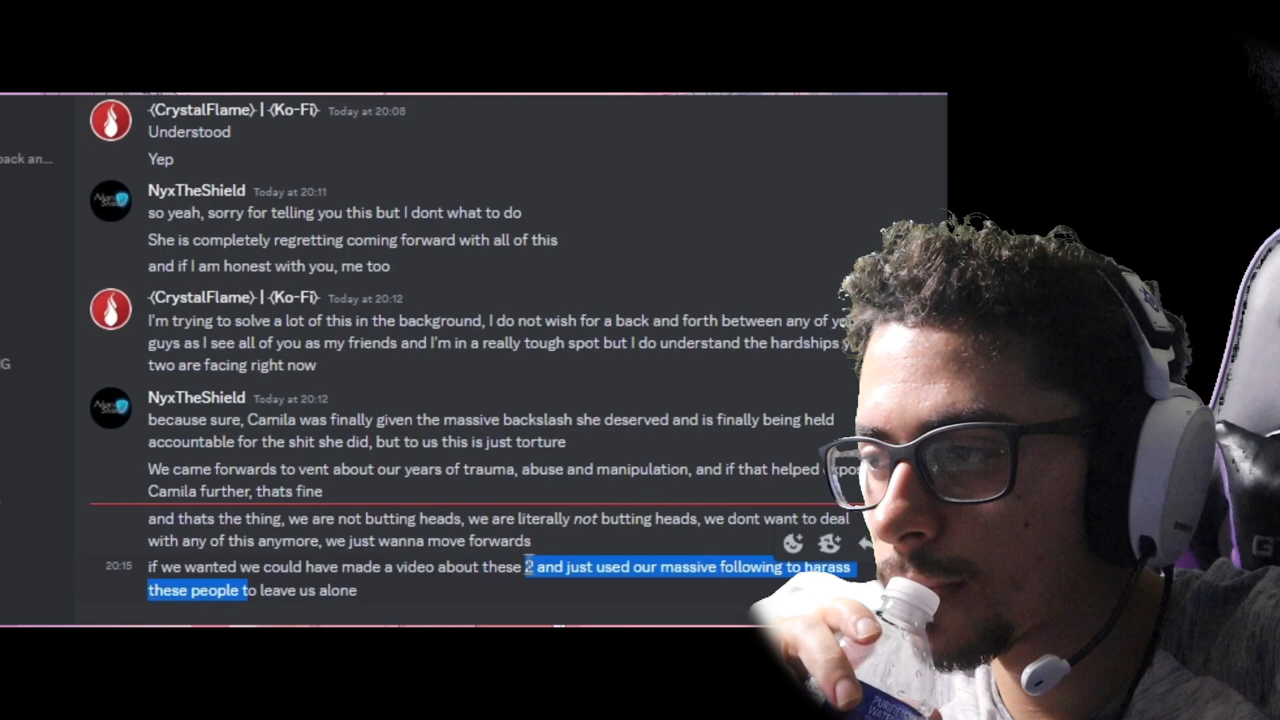 ⊰CrystalFlame⊱ | ⊰Ko-Fi⊱ Today at 20:08
Understood
back an...
Yep
NyxTheShield Today at 20:11
so yeah, sorry for telling you this but I dont what to do
She is completely regretting coming forward with all of this
and if I am honest with you, me too
⊰CrystalFlame⊱ | ⊰Ko-Fi⊱ Today at 20:12
I'm trying to solve a lot of this in the background, I do not wish for a back and forth between any of
guys as I see all of you as my friends and I'm in a really tough spot but I do understand the hardships
two are facing right now
NyxTheShield Today at 20:12
because sure, Camila was finally given the massive backslash she deserved and is finally being held
accountable for the shit she did, but to us this is just torture
We came forwards to vent about our years of trauma, abuse and manipulation, and if that helped
Camila further, thats fine
and thats the thing, we are not butting heads, we are literally not butting heads, we dont want to deal
with any of this anymore, we just wanna move forwards
20:15 if we wanted we could have made a video about these 2 and just used our massive following to harass
these people to leave us alone